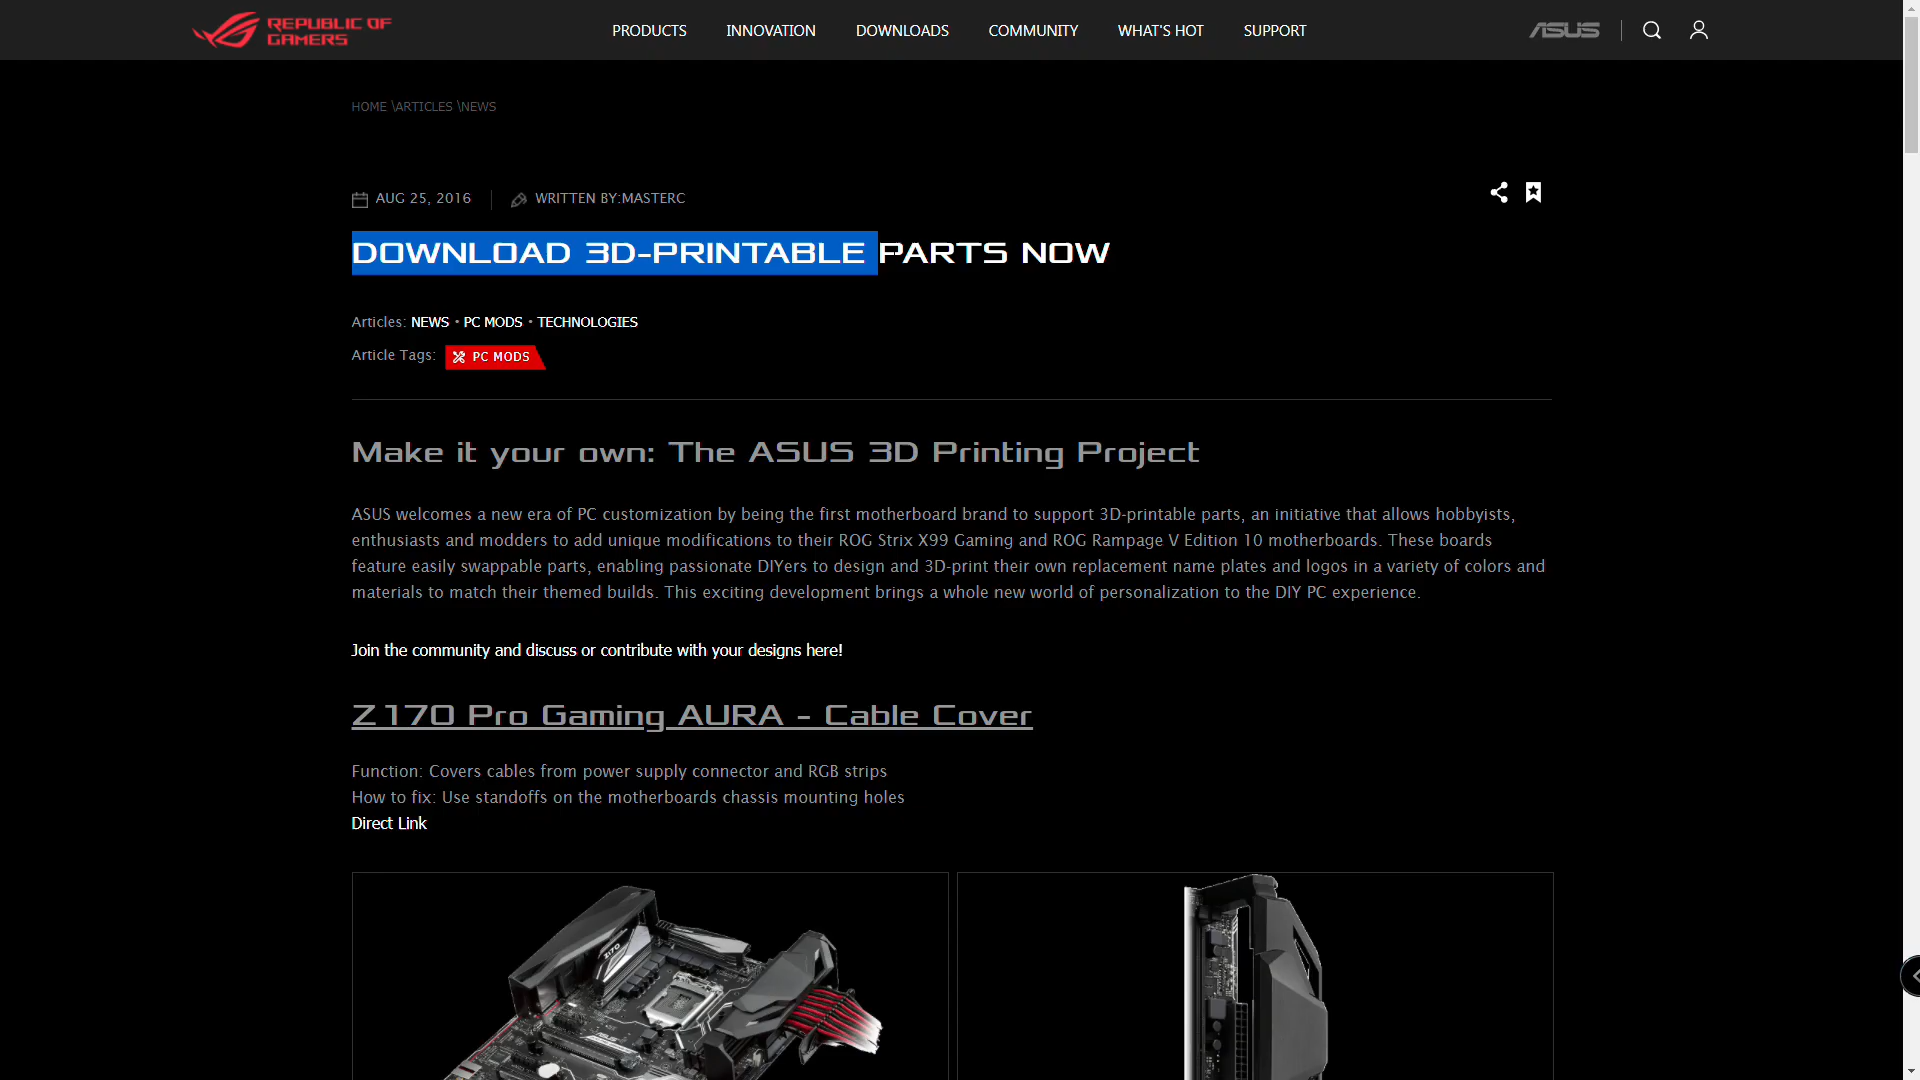 REPUBLIC OF
GAMERS
PRODUCTS
INNOVATION
DOWNLOADS
COMMUNITY
WHAT'S HOT
SUPPORT
ASUS
HOME \ARTICLES \NEWS
AUG 25, 2016
WRITTEN BY:MASTERC
DOWNLOAD 3D-PRINTABLE PARTS NOW
Articles: NEWS • PC MODS • TECHNOLOGIES
Article Tags: PC MODS
Make it your own: The ASUS 3D Printing Project
ASUS welcomes a new era of PC customization by being the first motherboard brand to support 3D-printable parts, an initiative that allows hobbyists,
enthusiasts and modders to add unique modifications to their ROG Strix X99 Gaming and ROG Rampage V Edition 10 motherboards. These boards
feature easily swappable parts, enabling passionate DIYers to design and 3D-print their own replacement name plates and logos in a variety of colors and
materials to match their themed builds. This exciting development brings a whole new world of personalization to the DIY PC experience.
Join the community and discuss or contribute with your designs here!
Z170 Pro Gaming AURA - Cable Cover
Function: Covers cables from power supply connector and RGB strips
How to fix: Use standoffs on the motherboards chassis mounting holes
Direct Link
Z170